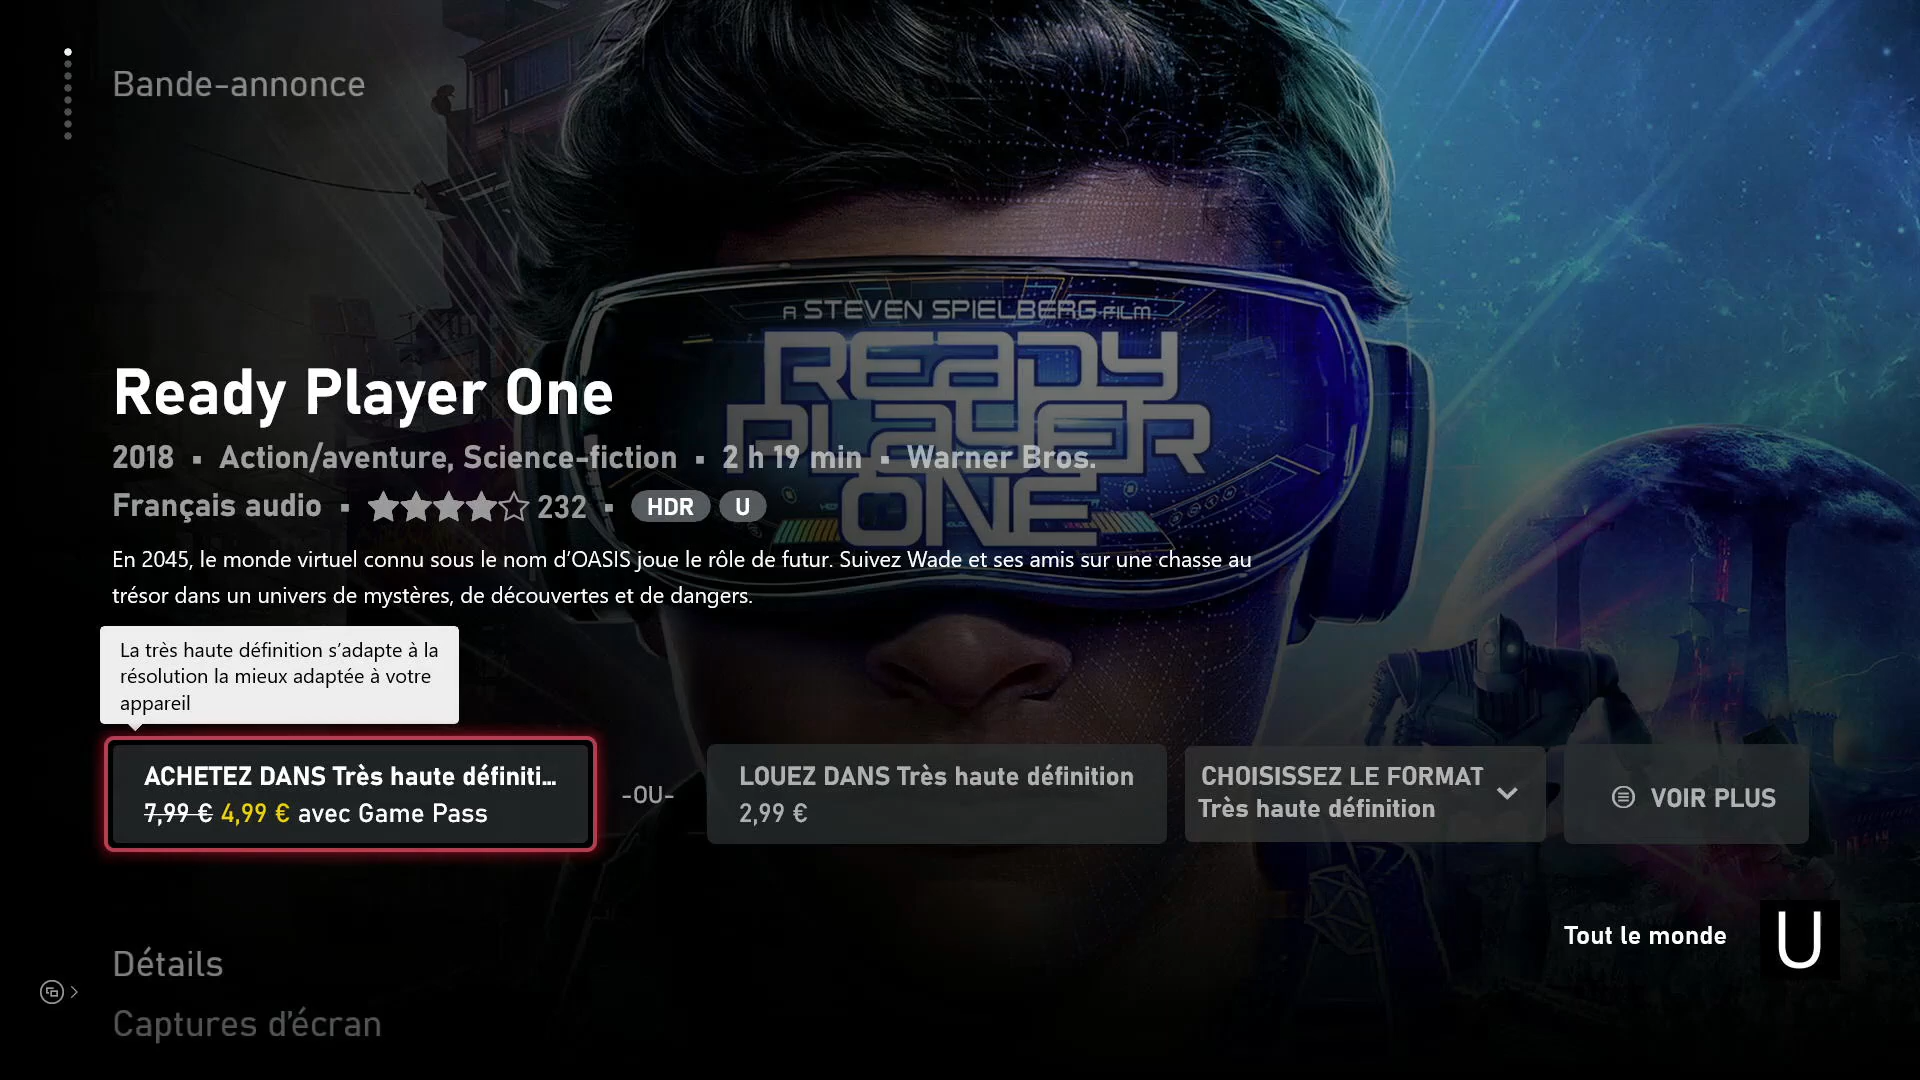 Bande-annonce
A STEVEN SPIELBERG FILM
READY
PLAYER
ONE
Ready Player One
2018 ▪ Action/aventure, Science-fiction ▪ 2 h 19 min ▪ Warner Bros.
Français audio ▪ 232 ▪ HDR U
En 2045, le monde virtuel connu sous le nom d’OASIS joue le rôle de futur. Suivez Wade et ses amis sur une chasse au
trésor dans un univers de mystères, de découvertes et de dangers.
La très haute définition s’adapte à la
résolution la mieux adaptée à votre
appareil
ACHETEZ DANS Très haute définiti...
7,99 € 4,99 € avec Game Pass
-OU-
LOUEZ DANS Très haute définition
2,99 €
CHOISISSEZ LE FORMAT
Très haute définition
VOIR PLUS
Tout le monde U
Détails
Captures d’écran